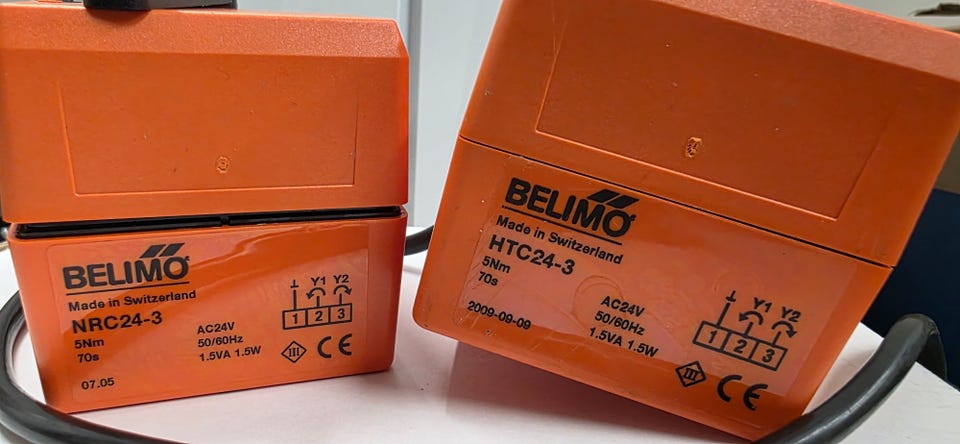 BELIMO
Made in Switzerland
NRC24-3
5Nm
70s
07.05
AC24V
50/60Hz
1.5VA 1.5W
⊥ Y1 Y2
1 2 3
III CE
BELIMO
Made in Switzerland
HTC24-3
5Nm
70s
2009-09-09
AC24V
50/60Hz
1.5VA 1.5W
⊥ Y1 Y2
1 2 3
III CE